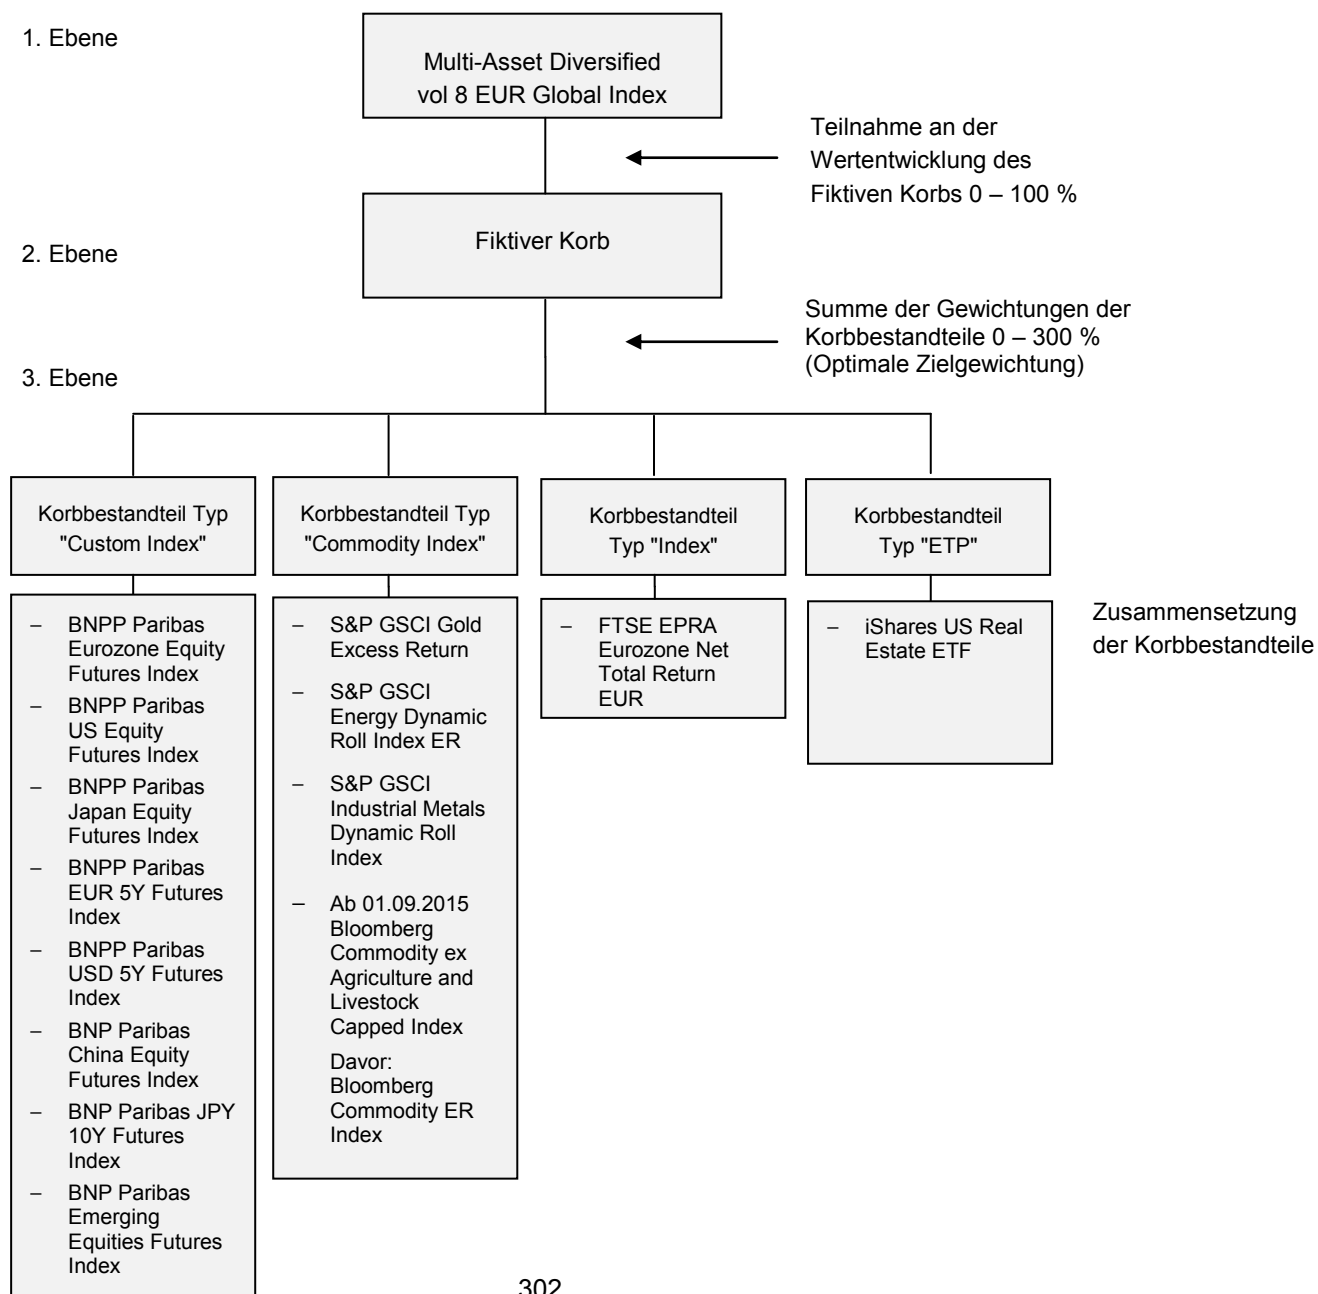 1. Ebene
Multi-Asset Diversified
vol 8 EUR Global Index
Teilnahme an der
Wertentwicklung des
Fiktiven Korbs 0 – 100 %
2. Ebene
Fiktiver Korb
Summe der Gewichtungen der
Korbbestandteile 0 – 300 %
(Optimale Zielgewichtung)
3. Ebene
Korbbestandteil Typ
"Custom Index"
Korbbestandteil Typ
"Commodity Index"
Korbbestandteil
Typ "Index"
Korbbestandteil
Typ "ETP"
– BNPP Paribas
Eurozone Equity
Futures Index
– BNPP Paribas
US Equity
Futures Index
– BNPP Paribas
Japan Equity
Futures Index
– BNPP Paribas
EUR 5Y Futures
Index
– BNPP Paribas
USD 5Y Futures
Index
– BNP Paribas
China Equity
Futures Index
– BNP Paribas JPY
10Y Futures
Index
– BNP Paribas
Emerging
Equities Futures
Index
– S&P GSCI Gold
Excess Return
– S&P GSCI
Energy Dynamic
Roll Index ER
– S&P GSCI
Industrial Metals
Dynamic Roll
Index
– Ab 01.09.2015
Bloomberg
Commodity ex
Agriculture and
Livestock
Capped Index
Davor:
Bloomberg
Commodity ER
Index
– FTSE EPRA
Eurozone Net
Total Return
EUR
– iShares US Real
Estate ETF
Zusammensetzung
der Korbbestandteile
302